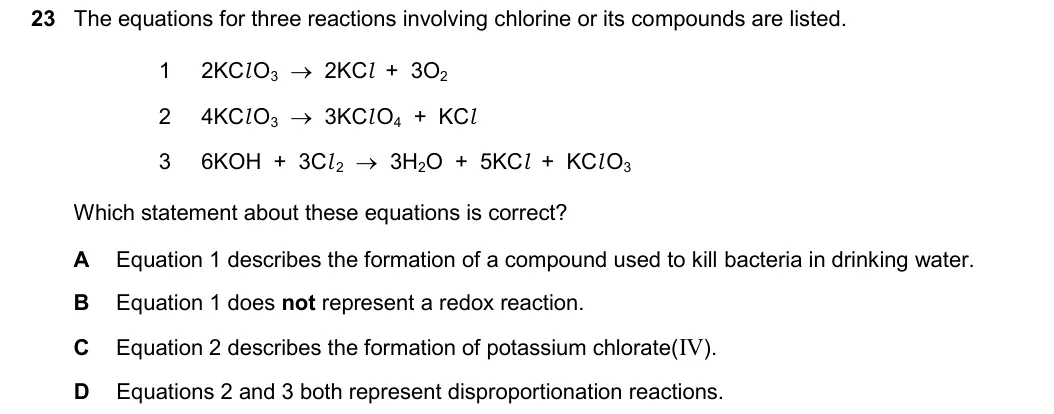 23 The equations for three reactions involving chlorine or its compounds are listed.
1 2KClO₃ → 2KCl + 3O₂
2 4KClO₃ → 3KClO₄ + KCl
3 6KOH + 3Cl₂ → 3H₂O + 5KCl + KClO₃
Which statement about these equations is correct?
A Equation 1 describes the formation of a compound used to kill bacteria in drinking water.
B Equation 1 does not represent a redox reaction.
C Equation 2 describes the formation of potassium chlorate(IV).
D Equations 2 and 3 both represent disproportionation reactions.